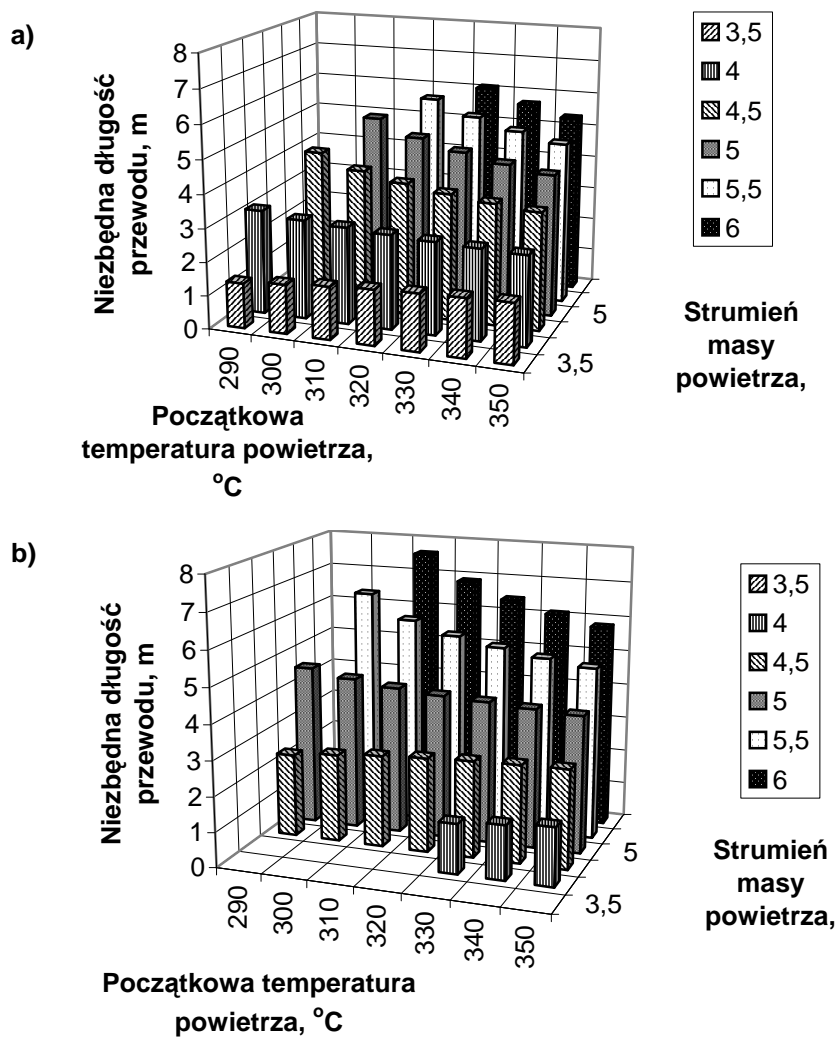 a)
Niezbędna długość
przewodu, m
8
7
6
5
4
3
2
1
0
290
300
310
320
330
340
350
Początkowa
temperatura powietrza,
°C
3,5
5
Strumień
masy
powietrza,
3,5
4
4,5
5
5,5
6
b)
Niezbędna długość
przewodu, m
8
7
6
5
4
3
2
1
0
290
300
310
320
330
340
350
Początkowa temperatura
powietrza, °C
3,5
5
Strumień
masy
powietrza,
3,5
4
4,5
5
5,5
6